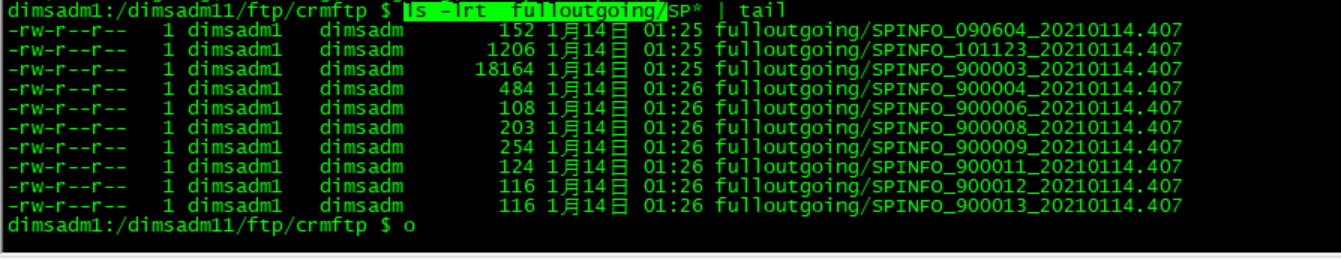 dimsadm1:/dimsadm11/ftp/crmftp $ ls -lrt  fulloutgoing/SP* | tail
-rw-r--r--   1 dimsadm1   dimsadm        152 1月14日 01:25 fulloutgoing/SPINFO_090604_20210114.407
-rw-r--r--   1 dimsadm1   dimsadm       1206 1月14日 01:25 fulloutgoing/SPINFO_101123_20210114.407
-rw-r--r--   1 dimsadm1   dimsadm      18164 1月14日 01:25 fulloutgoing/SPINFO_900003_20210114.407
-rw-r--r--   1 dimsadm1   dimsadm        484 1月14日 01:26 fulloutgoing/SPINFO_900004_20210114.407
-rw-r--r--   1 dimsadm1   dimsadm        108 1月14日 01:26 fulloutgoing/SPINFO_900006_20210114.407
-rw-r--r--   1 dimsadm1   dimsadm        203 1月14日 01:26 fulloutgoing/SPINFO_900008_20210114.407
-rw-r--r--   1 dimsadm1   dimsadm        254 1月14日 01:26 fulloutgoing/SPINFO_900009_20210114.407
-rw-r--r--   1 dimsadm1   dimsadm        124 1月14日 01:26 fulloutgoing/SPINFO_900011_20210114.407
-rw-r--r--   1 dimsadm1   dimsadm        116 1月14日 01:26 fulloutgoing/SPINFO_900012_20210114.407
-rw-r--r--   1 dimsadm1   dimsadm        116 1月14日 01:26 fulloutgoing/SPINFO_900013_20210114.407
dimsadm1:/dimsadm11/ftp/crmftp $ o